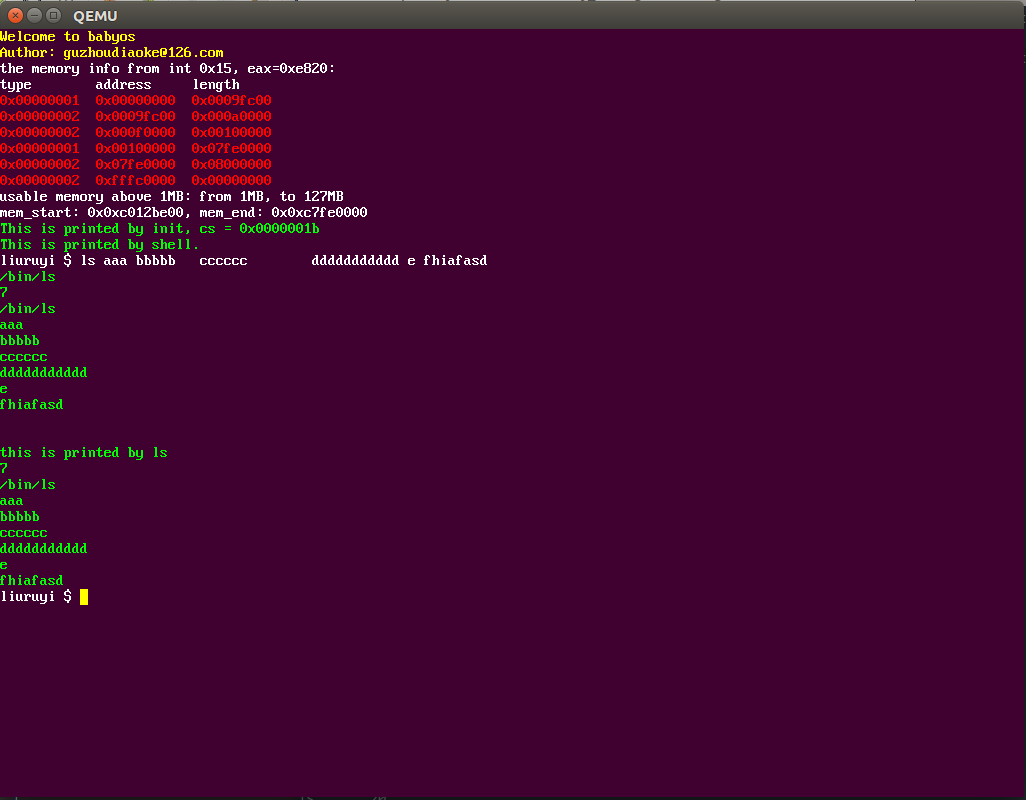 QEMU
Welcome to babyos
Author: guzhoudiaoke@126.com
the memory info from int 0x15, eax=0xe820:
type        address     length
0x00000001  0x00000000  0x0009fc00
0x00000002  0x0009fc00  0x000a0000
0x00000002  0x000f0000  0x00100000
0x00000001  0x00100000  0x07fe0000
0x00000002  0x07fe0000  0x08000000
0x00000002  0xfffc0000  0x00000000
usable memory above 1MB: from 1MB, to 127MB
mem_start: 0x0xc012be00, mem_end: 0x0xc7fe0000
This is printed by init, cs = 0x0000001b
This is printed by shell.
liuruyi $ ls aaa bbbbb   cccccc        ddddddddddd e fhiafasd
/bin/ls
7
/bin/ls
aaa
bbbbb
cccccc
ddddddddddd
e
fhiafasd
this is printed by ls
7
/bin/ls
aaa
bbbbb
cccccc
ddddddddddd
e
fhiafasd
liuruyi $